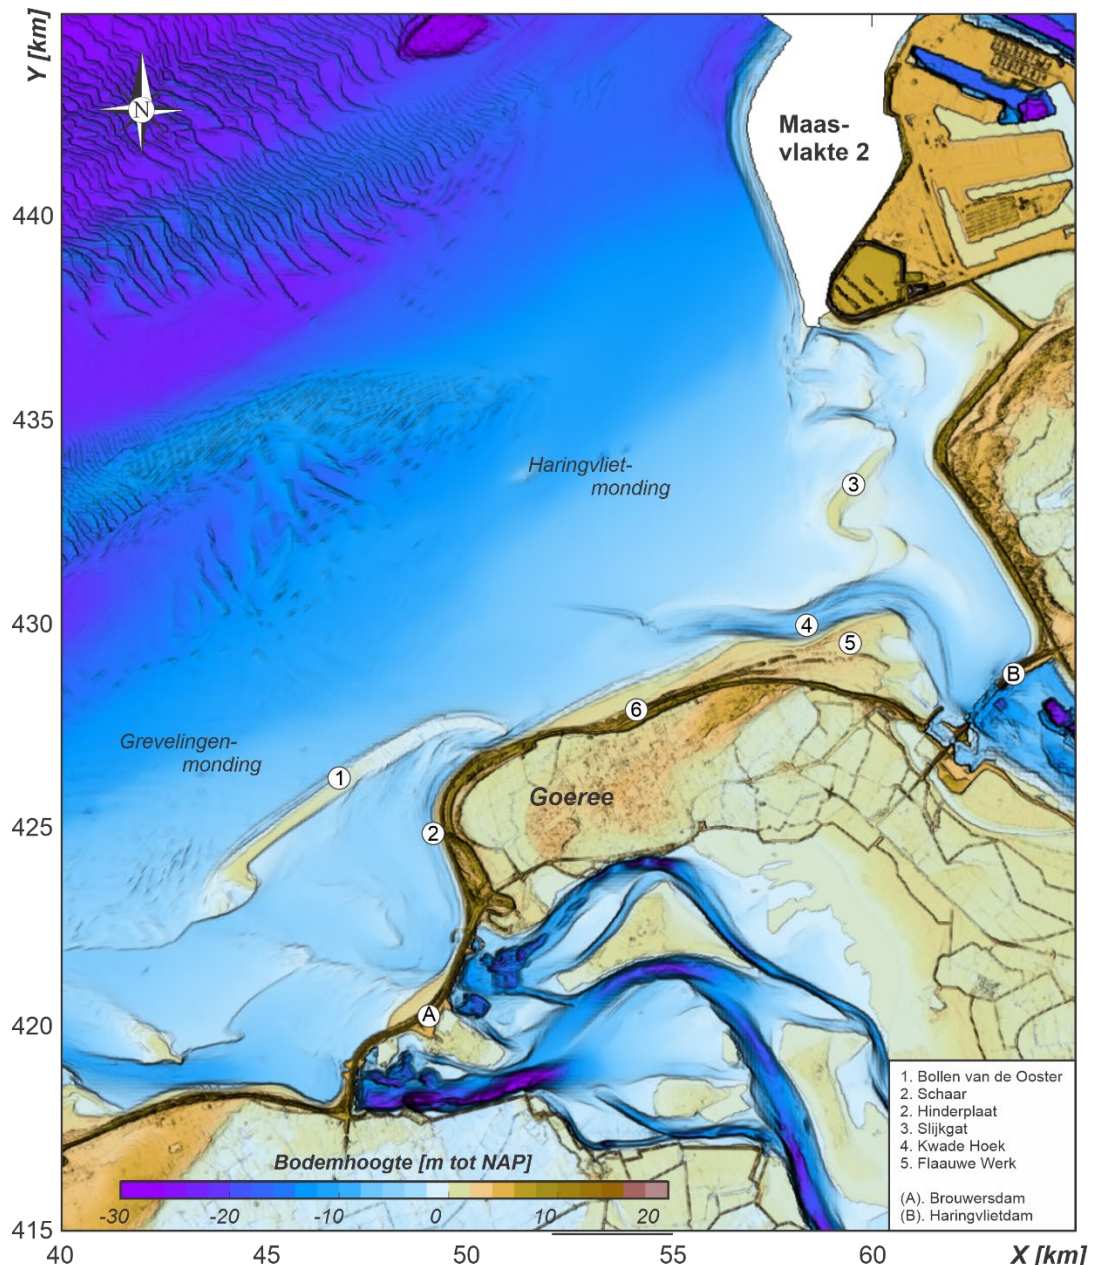 Y [km]
N
Maas-
vlakte 2
440
435
Haringvliet-
monding
3
430
4
5
B
6
Grevelingen-
monding
1
Goeree
425
2
420
A
1. Bollen van de Ooster
2. Schaar
2. Hinderplaat
3. Slijkgat
4. Kwade Hoek
5. Flaauwe Werk
(A). Brouwersdam
(B). Haringvlietdam
Bodemhoogte [m tot NAP]
-30 -20 -10 0 10 20
415
40 45 50 55 60 X [km]